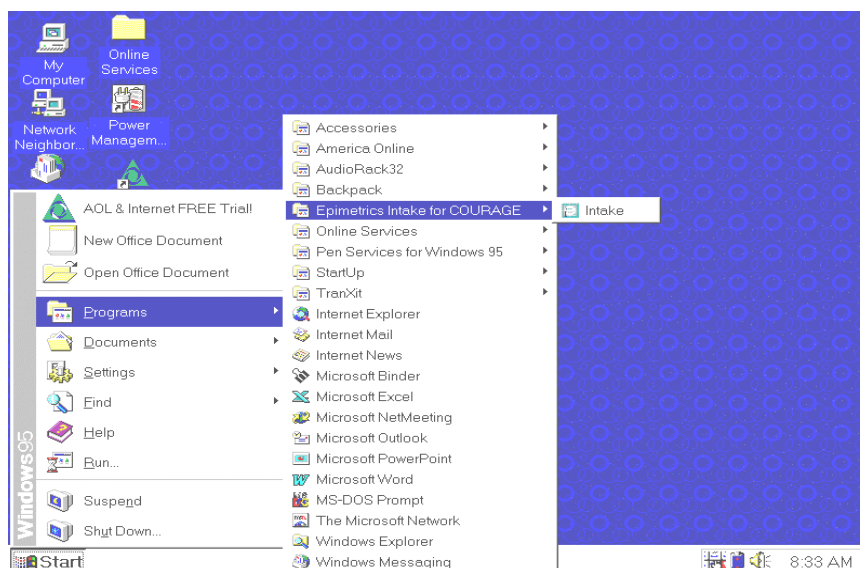 My
Computer
Online
Services
Network
Neighbor...
Power
Managem...
AOL & Internet FREE Trial!
New Office Document
Open Office Document
Programs
Documents
Settings
Find
Help
Run...
Suspend
Shut Down...
Windows95
Accessories
America Online
AudioRack32
Backpack
Epimetrics Intake for COURAGE
Online Services
Pen Services for Windows 95
StartUp
TranXit
Internet Explorer
Internet Mail
Internet News
Microsoft Binder
Microsoft Excel
Microsoft NetMeeting
Microsoft Outlook
Microsoft PowerPoint
Microsoft Word
MS-DOS Prompt
The Microsoft Network
Windows Explorer
Windows Messaging
Intake
Start
8:33 AM